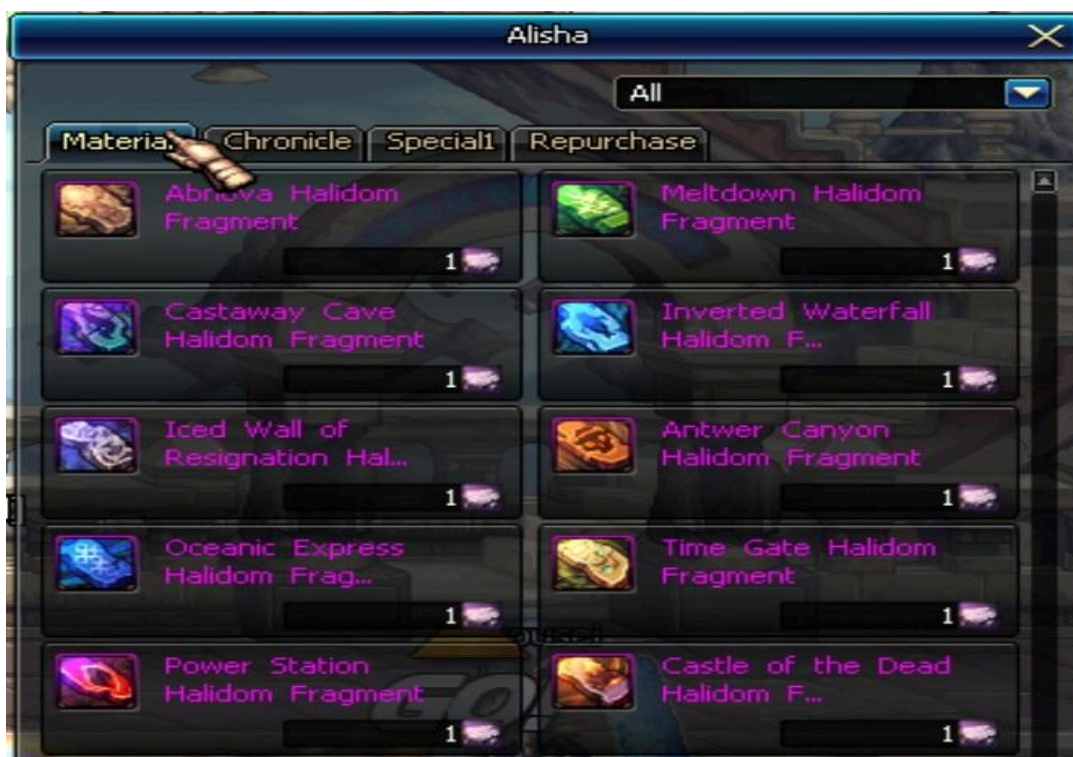 Alisha
All
Chronicle Special1 Repurchase
Halidom
Fragment
1
Meltdown Halidom
Fragment
1
Castaway Cave
Halidom Fragment
1
Inverted Waterfall
Halidom F...
1
Iced Wall of
Resignation Hal...
1
Antwer Canyon
Halidom Fragment
1
Oceanic Express
Halidom Frag...
1
Time Gate Halidom
Fragment
1
Power Station
Halidom Fragment
1
Castle of the Dead
Halidom F...
1
GO!